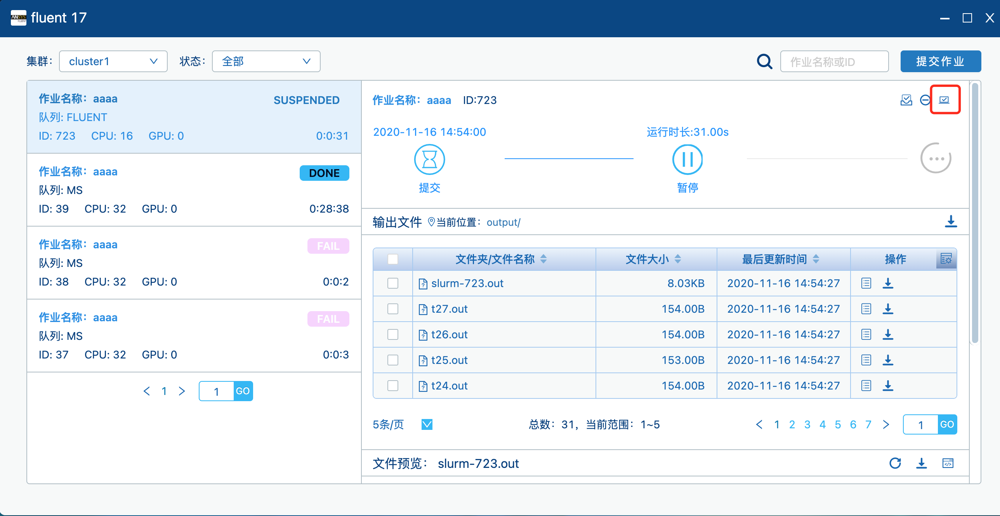 ANSYS FLUENT fluent 17
集群： cluster1 状态： 全部 作业名称或ID 提交作业
作业名称：aaaa SUSPENDED
队列: FLUENT
ID: 723 CPU: 16 GPU: 0 0:0:31
作业名称：aaaa DONE
队列: MS
ID: 39 CPU: 32 GPU: 0 0:28:38
作业名称：aaaa FAIL
队列: MS
ID: 38 CPU: 32 GPU: 0 0:0:2
作业名称：aaaa FAIL
队列: MS
ID: 37 CPU: 32 GPU: 0 0:0:3
< 1 > 1 GO
作业名称：aaaa ID:723
2020-11-16 14:54:00 运行时长:31.00s
提交 暂停
输出文件 当前位置： output/
文件夹/文件名称 文件大小 最后更新时间 操作
slurm-723.out 8.03KB 2020-11-16 14:54:27
t27.out 154.00B 2020-11-16 14:54:27
t26.out 154.00B 2020-11-16 14:54:27
t25.out 153.00B 2020-11-16 14:54:27
t24.out 154.00B 2020-11-16 14:54:27
5条/页 总数：31，当前范围：1~5 < 1 2 3 4 5 6 7 > 1 GO
文件预览： slurm-723.out